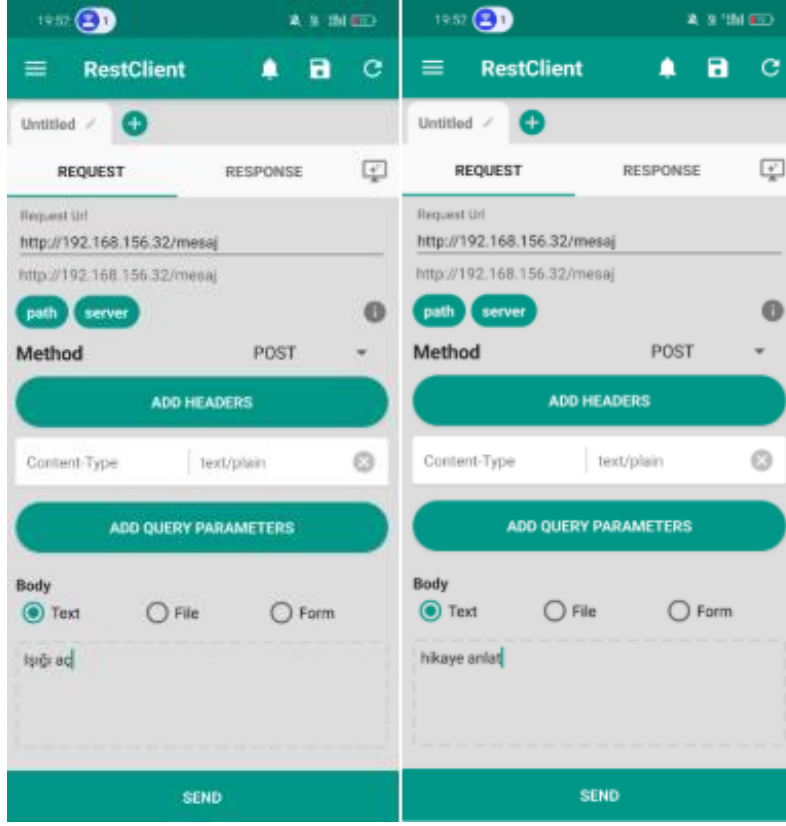 19:52 1
RestClient
Untitled
REQUEST RESPONSE
Request Url
http://192.168.156.32/mesaj
http://192.168.156.32/mesaj
path server
Method POST
ADD HEADERS
Content-Type text/plain
ADD QUERY PARAMETERS
Body
Text File Form
Işığı aç
SEND
19:52 1
RestClient
Untitled
REQUEST RESPONSE
Request Url
http://192.168.156.32/mesaj
http://192.168.156.32/mesaj
path server
Method POST
ADD HEADERS
Content-Type text/plain
ADD QUERY PARAMETERS
Body
Text File Form
hikaye anlat
SEND